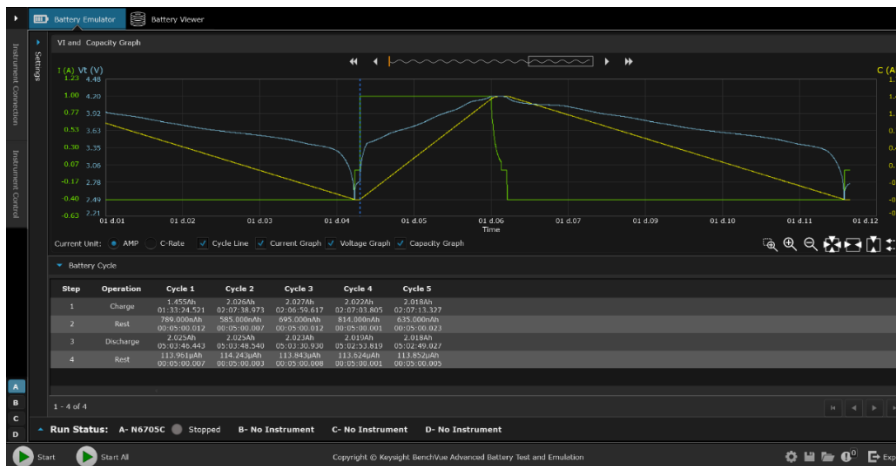 Battery Emulator Battery Viewer
Instrument Connection
Instrument Control
Settings
VI and Capacity Graph
I (A) Vt (V) C (A
1.23 4.48
1.00 4.20
0.77 3.92
0.53 3.63
0.30 3.35
0.07 3.06
-0.17 2.78
-0.40 2.49
-0.63 2.21
01 d.01 01 d.02 01 d.03 01 d.04 01 d.05 01 d.06 01 d.07 01 d.09 01 d.10 01 d.11 01 d.12
Time
Current Unit: AMP C-Rate Cycle Line Current Graph Voltage Graph Capacity Graph
Battery Cycle
Step Operation Cycle 1 Cycle 2 Cycle 3 Cycle 4 Cycle 5
1 Charge 1.455Ah 2.026Ah 2.027Ah 2.022Ah 2.018Ah
01:33:24.521 02:07:38.973 02:06:59.617 02:07:03.805 02:07:13.327
2 Rest 789.000nAh 585.000nAh 695.000nAh 814.000nAh 635.000nAh
00:05:00.012 00:05:00.007 00:05:00.012 00:05:00.001 00:05:00.023
3 Discharge 2.025Ah 2.025Ah 2.023Ah 2.019Ah 2.018Ah
05:03:46.443 05:03:48.540 05:03:30.930 05:02:53.819 05:02:49.027
4 Rest 113.961µAh 114.243µAh 113.843µAh 113.624µAh 113.852µAh
00:05:00.007 00:05:00.003 00:05:00.008 00:05:00.001 00:05:00.005
1 - 4 of 4
A
B
C
D
Run Status: A- N6705C Stopped B- No Instrument C- No Instrument D- No Instrument
Start Start All Copyright © Keysight BenchVue Advanced Battery Test and Emulation 0 Exp